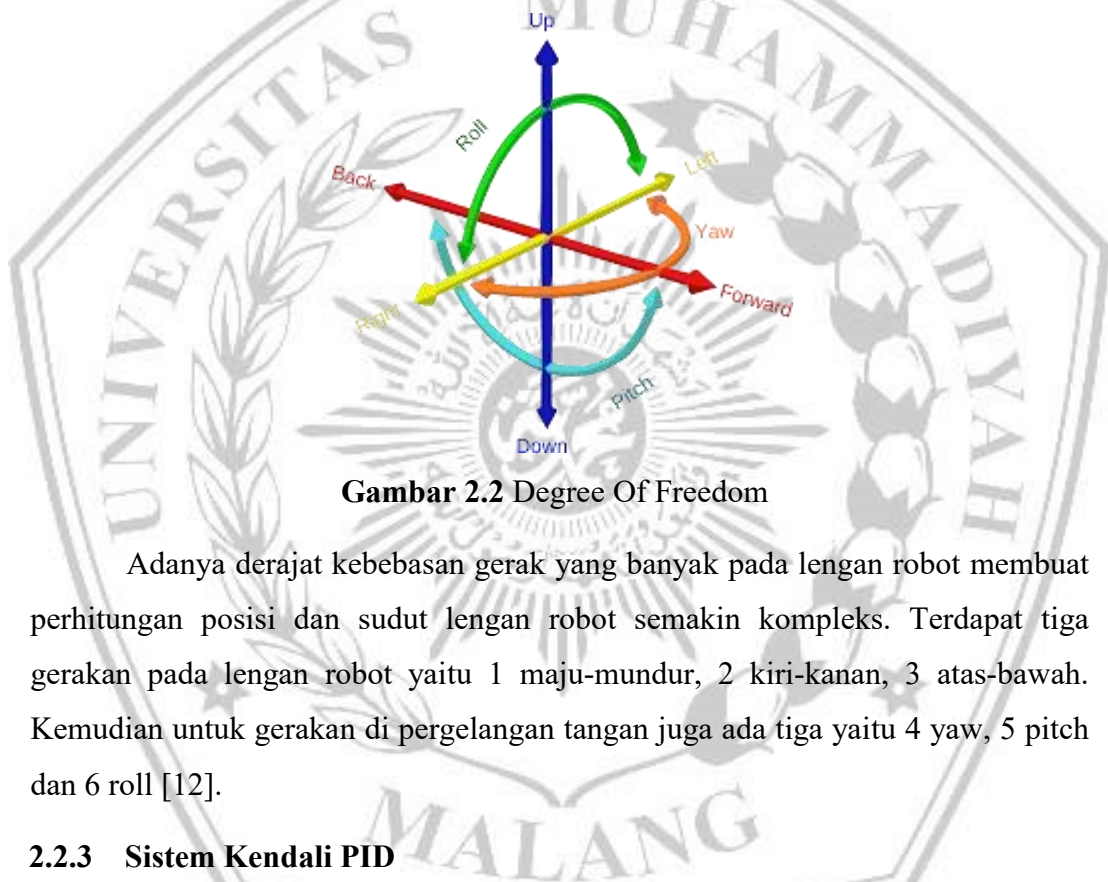 UNIVERSITAS MUHAMMADIYAH
Up
Roll
Left
Back
Yaw
Forward
Right
Pitch
Down
Gambar 2.2 Degree Of Freedom
Adanya derajat kebebasan gerak yang banyak pada lengan robot membuat
perhitungan posisi dan sudut lengan robot semakin kompleks. Terdapat tiga
gerakan pada lengan robot yaitu 1 maju-mundur, 2 kiri-kanan, 3 atas-bawah.
Kemudian untuk gerakan di pergelangan tangan juga ada tiga yaitu 4 yaw, 5 pitch
dan 6 roll [12].
MALANG
2.2.3 Sistem Kendali PID